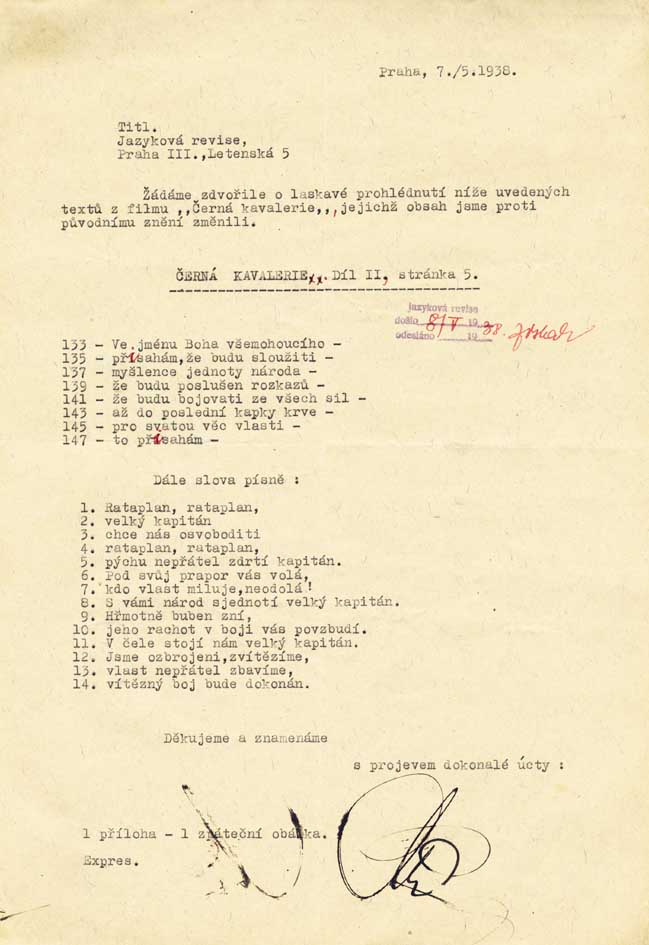 Praha, 7./5.1938.
Titl.
Jazyková revise,
Praha III.,Letenská 5
Žádáme zdvořile o laskavé prohlédnutí níže uvedených
textů z filmu ,,Černá kavalerie,,,jejichž obsah jsme proti
původnímu znění změnili.
ČERNÁ KAVALERIE. Díl II, stránka 5.
jazyková revise
došlo 8/V 1938.
odesláno 19
133 - Ve jménu Boha všemohoucího -
135 - přísahám,že budu sloužiti -
137 - myšlence jednoty národa -
139 - že budu poslušen rozkazů -
141 - že budu bojovati ze všech sil -
143 - až do poslední kapky krve -
145 - pro svatou věc vlasti -
147 - to přísahám -
Dále slova písně :
1. Rataplan, rataplan,
2. velký kapitán
3. chce nás osvoboditi
4. rataplan, rataplan,
5. pýchu nepřátel zdrtí kapitán.
6. Pod svůj prapor vás volá,
7. kdo vlast miluje,neodolá!
8. S vámi národ sjednotí velký kapitán.
9. Hřmotně buben zní,
10. jeho rachot v boji vás povzbudí.
11. V čele stojí nám velký kapitán.
12. Jsme ozbrojeni,zvítězíme,
13. vlast nepřátel zbavíme,
14. vítězný boj bude dokonán.
Děkujeme a znamenáme
s projevem dokonalé úcty :
1 příloha - 1 zpáteční obálka.
Expres.